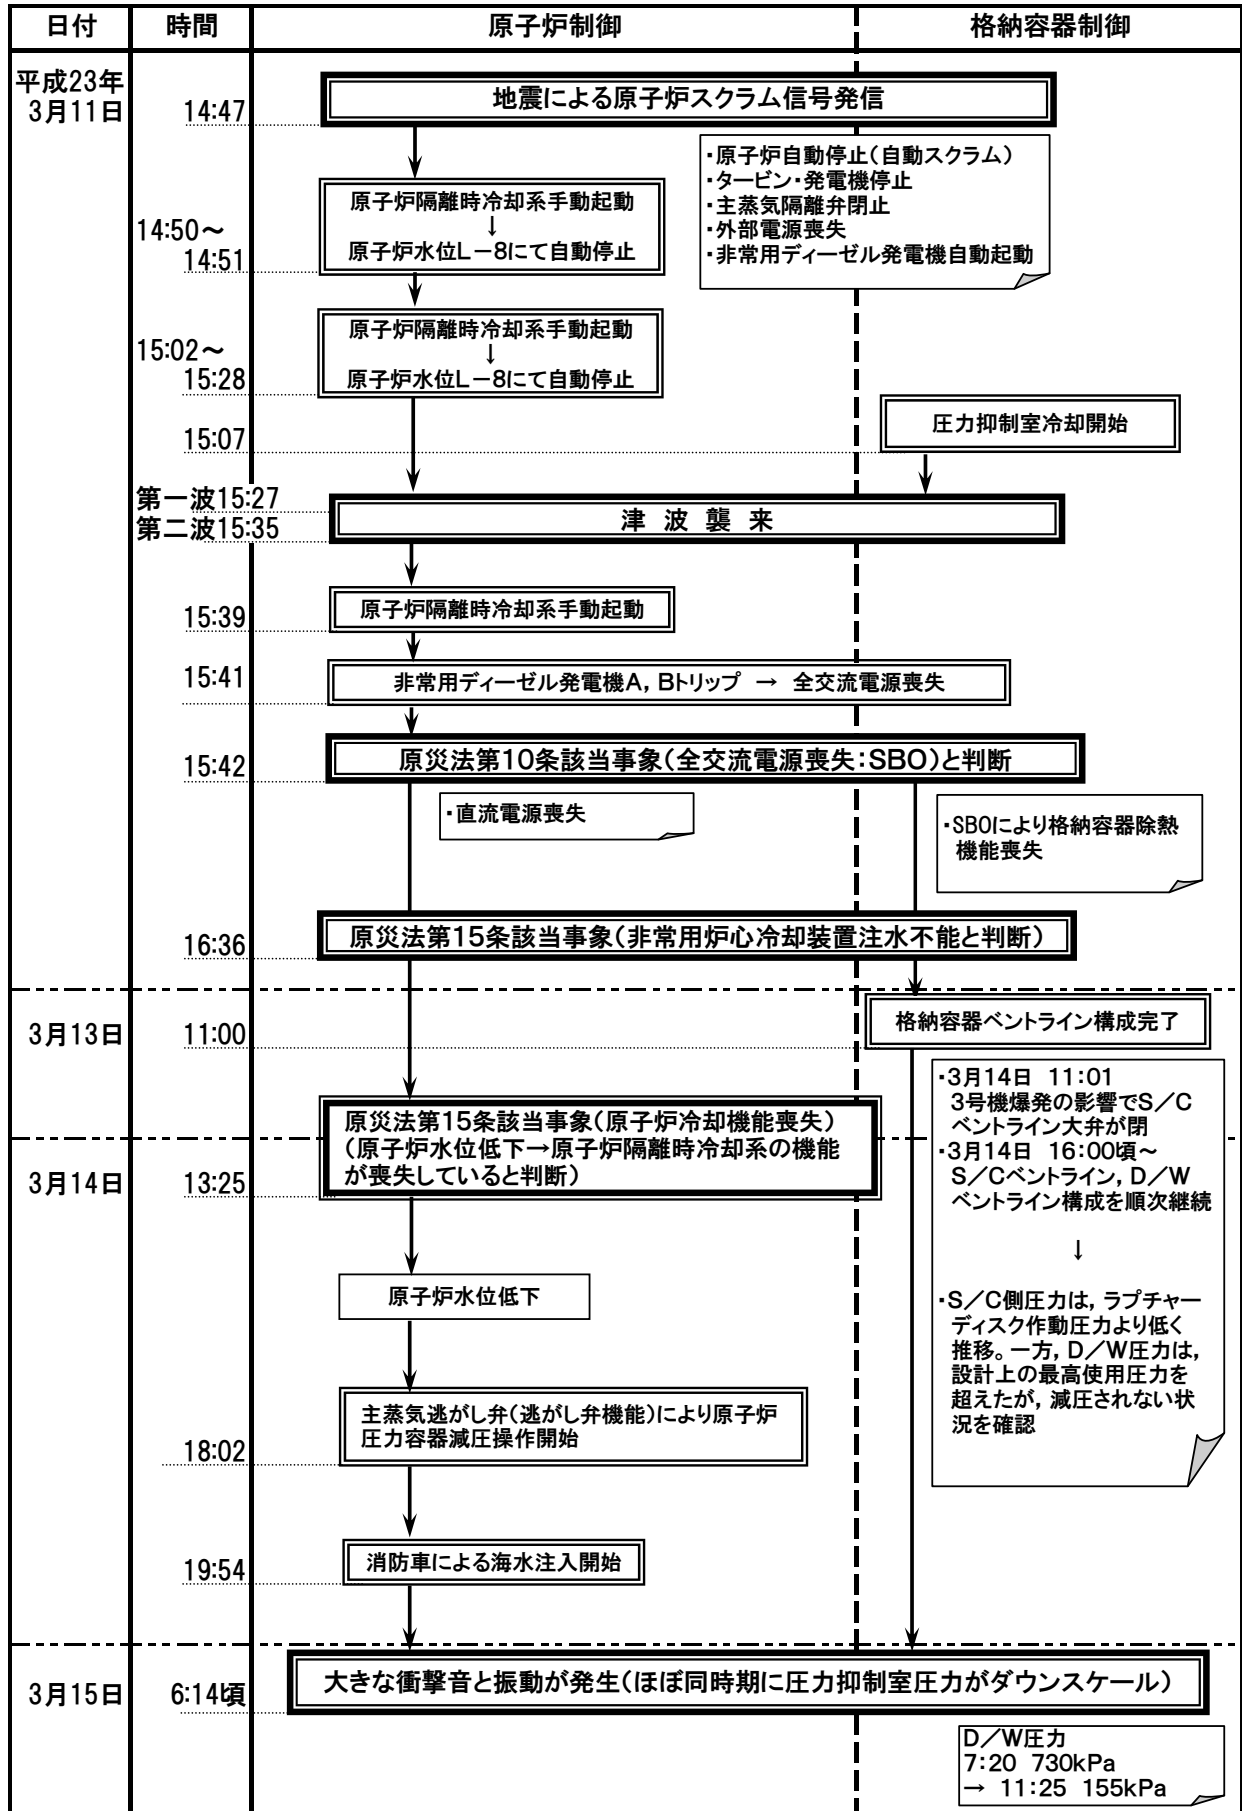 日付
時間
原子炉制御
格納容器制御
平成23年
3月11日
14:47
地震による原子炉スクラム信号発信
・原子炉自動停止(自動スクラム)
・タービン・発電機停止
・主蒸気隔離弁閉止
・外部電源喪失
・非常用ディーゼル発電機自動起動
14:50~
14:51
原子炉隔離時冷却系手動起動
↓
原子炉水位L-8にて自動停止
15:02~
15:28
原子炉隔離時冷却系手動起動
↓
原子炉水位L-8にて自動停止
15:07
圧力抑制室冷却開始
第一波15:27
第二波15:35
津波襲来
15:39
原子炉隔離時冷却系手動起動
15:41
非常用ディーゼル発電機A,Bトリップ → 全交流電源喪失
15:42
原災法第10条該当事象(全交流電源喪失:SBO)と判断
・直流電源喪失
・SBOにより格納容器除熱
機能喪失
16:36
原災法第15条該当事象(非常用炉心冷却装置注水不能と判断)
3月13日
11:00
格納容器ベントライン構成完了
・3月14日 11:01
3号機爆発の影響でS/C
ベントライン大弁が閉
・3月14日 16:00頃~
S/Cベントライン,D/W
ベントライン構成を順次継続
↓
・S/C側圧力は,ラプチャー
ディスク作動圧力より低く
推移。一方,D/W圧力は,
設計上の最高使用圧力を
超えたが,減圧されない状
況を確認
3月14日
13:25
原災法第15条該当事象(原子炉冷却機能喪失)
(原子炉水位低下→原子炉隔離時冷却系の機能
が喪失していると判断)
原子炉水位低下
18:02
主蒸気逃がし弁(逃がし弁機能)により原子炉
圧力容器減圧操作開始
19:54
消防車による海水注入開始
3月15日
6:14頃
大きな衝撃音と振動が発生(ほぼ同時期に圧力抑制室圧力がダウンスケール)
D/W圧力
7:20 730kPa
→ 11:25 155kPa